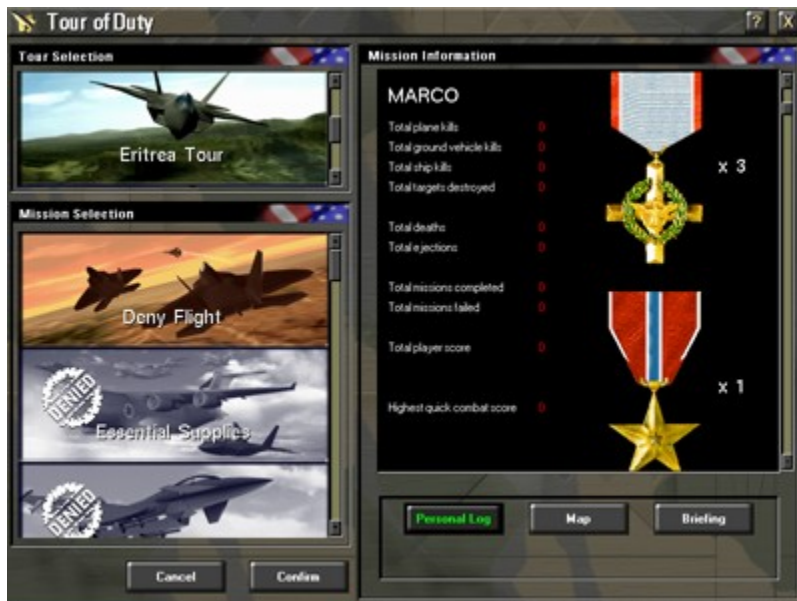 Tour of Duty
? X
Tour Selection
Eritrea Tour
Mission Selection
Deny Flight
DENIED
Essential Supplies
DENIED
Cancel
Confirm
Mission Information
MARCO
Total plane kills 0
Total ground vehicle kills 0
Total ship kills 0
Total targets destroyed 0
Total deaths 0
Total ejections 0
Total missions completed 0
Total missions failed 0
Total player score 0
Highest quick combat score 0
x 3
x 1
Personal Log
Map
Briefing